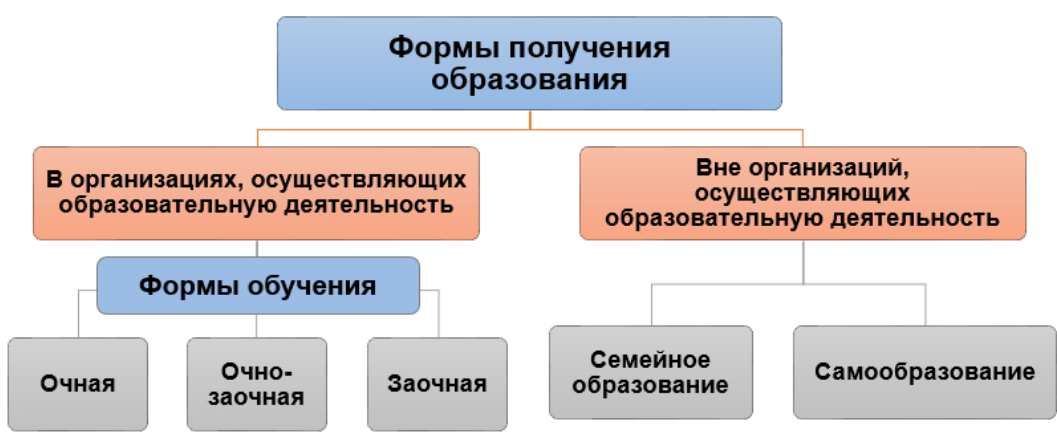 Формы получения
образования
В организациях, осуществляющих
образовательную деятельность
Вне организаций,
осуществляющих
образовательную деятельность
Формы обучения
Очная
Очно-
заочная
Заочная
Семейное
образование
Самообразование